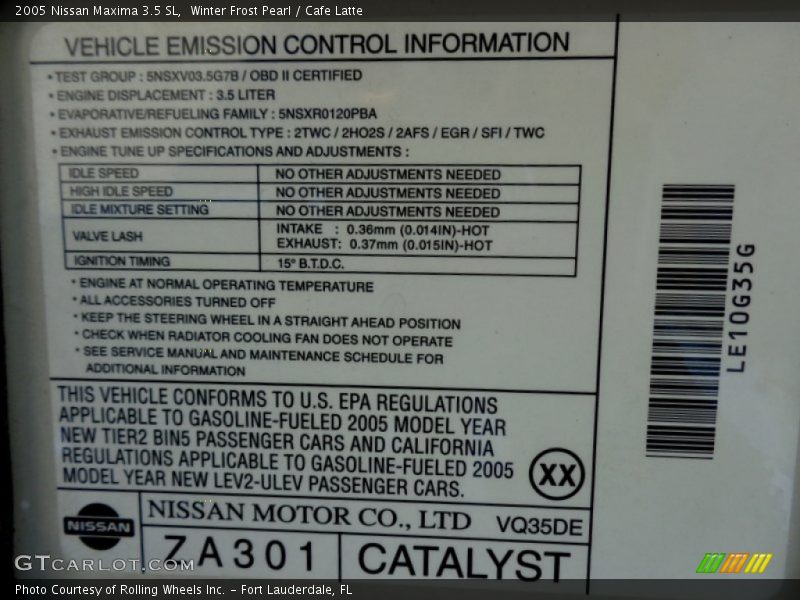 2005 Nissan Maxima 3.5 SL,  Winter Frost Pearl / Cafe Latte
VEHICLE EMISSION CONTROL INFORMATION
• TEST GROUP : 5NSXV03.5G7B / OBD II CERTIFIED
• ENGINE DISPLACEMENT : 3.5 LITER
• EVAPORATIVE/REFUELING FAMILY : 5NSXR0120PBA
• EXHAUST EMISSION CONTROL TYPE : 2TWC / 2HO2S / 2AFS / EGR / SFI / TWC
• ENGINE TUNE UP SPECIFICATIONS AND ADJUSTMENTS :
IDLE SPEED NO OTHER ADJUSTMENTS NEEDED
HIGH IDLE SPEED NO OTHER ADJUSTMENTS NEEDED
IDLE MIXTURE SETTING NO OTHER ADJUSTMENTS NEEDED
VALVE LASH INTAKE : 0.36mm (0.014IN)-HOT
EXHAUST: 0.37mm (0.015IN)-HOT
IGNITION TIMING 15° B.T.D.C.
• ENGINE AT NORMAL OPERATING TEMPERATURE
• ALL ACCESSORIES TURNED OFF
• KEEP THE STEERING WHEEL IN A STRAIGHT AHEAD POSITION
• CHECK WHEN RADIATOR COOLING FAN DOES NOT OPERATE
• SEE SERVICE MANUAL AND MAINTENANCE SCHEDULE FOR
ADDITIONAL INFORMATION
THIS VEHICLE CONFORMS TO U.S. EPA REGULATIONS
APPLICABLE TO GASOLINE-FUELED 2005 MODEL YEAR
NEW TIER2 BIN5 PASSENGER CARS AND CALIFORNIA
REGULATIONS APPLICABLE TO GASOLINE-FUELED 2005
MODEL YEAR NEW LEV2-ULEV PASSENGER CARS.
XX
NISSAN
NISSAN MOTOR CO., LTD VQ35DE
ZA301 CATALYST
LE10G35G
GTCARLOT.COM
Photo Courtesy of Rolling Wheels Inc. – Fort Lauderdale, FL